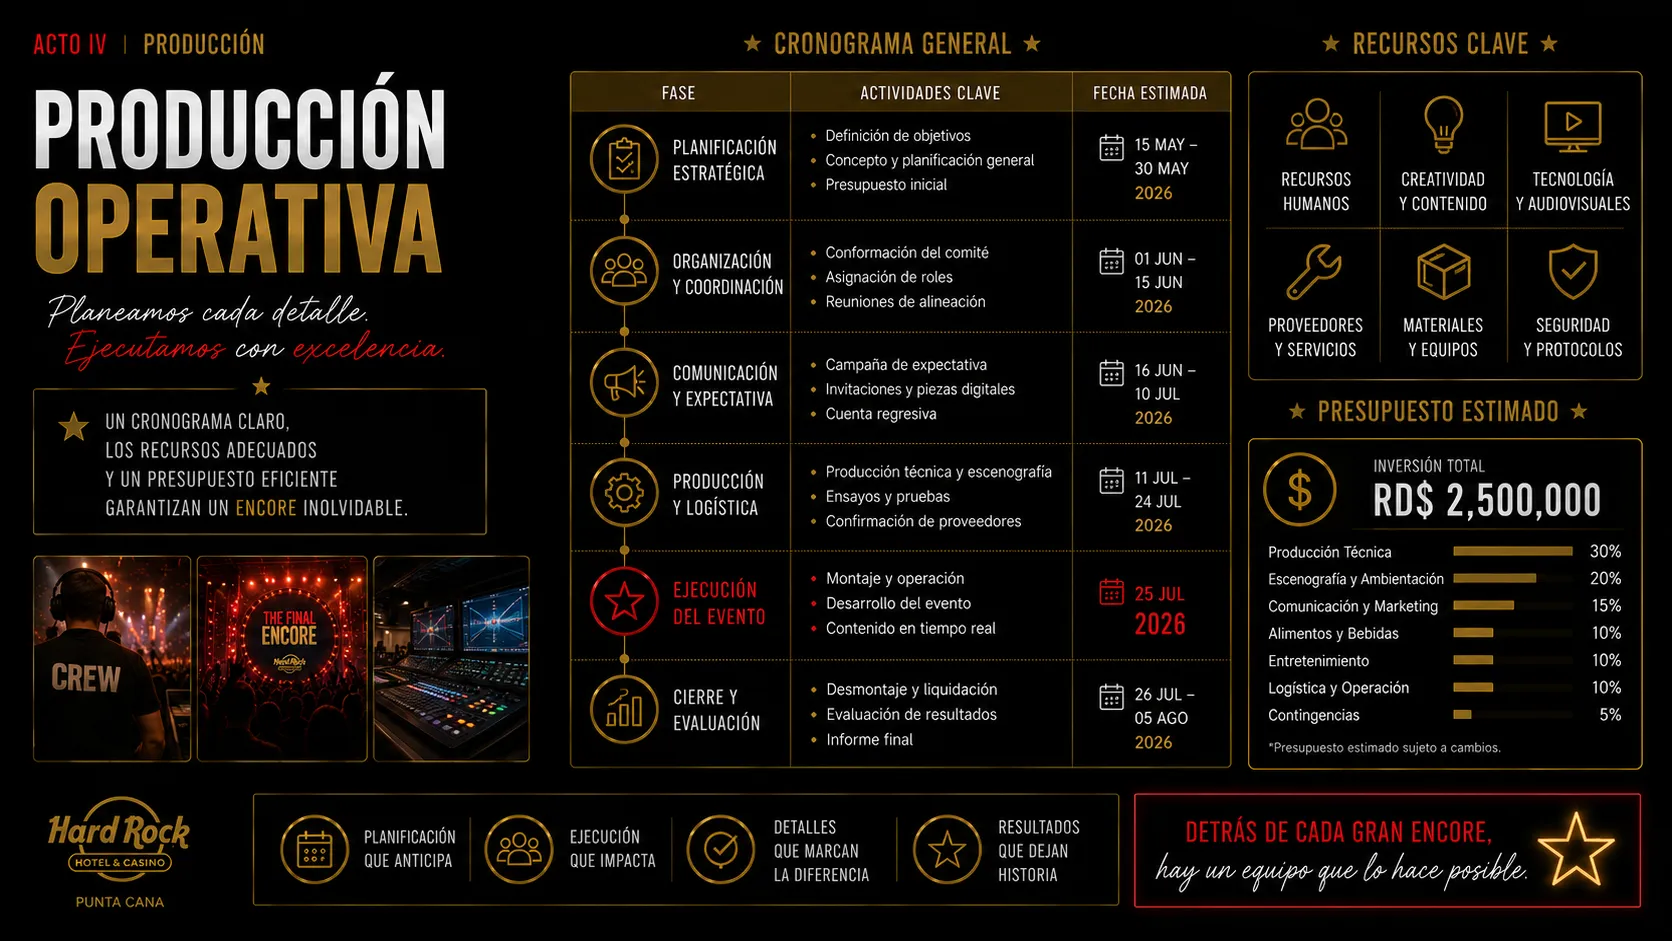 ACTO IV | PRODUCCIÓN
PRODUCCIÓN
OPERATIVA
Planeamos cada detalle.
Ejecutamos con excelencia.
UN CRONOGRAMA CLARO,
LOS RECURSOS ADECUADOS
Y UN PRESUPUESTO EFICIENTE
GARANTIZAN UN ENCORE INOLVIDABLE.
CREW
THE FINAL
ENCORE
Hard Rock
★ CRONOGRAMA GENERAL ★
FASE
ACTIVIDADES CLAVE
FECHA ESTIMADA
PLANIFICACIÓN
ESTRATÉGICA
• Definición de objetivos
• Concepto y planificación general
• Presupuesto inicial
15 MAY –
30 MAY
2026
ORGANIZACIÓN
Y COORDINACIÓN
• Conformación del comité
• Asignación de roles
• Reuniones de alineación
01 JUN –
15 JUN
2026
COMUNICACIÓN
Y EXPECTATIVA
• Campaña de expectativa
• Invitaciones y piezas digitales
• Cuenta regresiva
16 JUN –
10 JUL
2026
PRODUCCIÓN
Y LOGÍSTICA
• Producción técnica y escenografía
• Ensayos y pruebas
• Confirmación de proveedores
11 JUL –
24 JUL
2026
EJECUCIÓN
DEL EVENTO
• Montaje y operación
• Desarrollo del evento
• Contenido en tiempo real
25 JUL
2026
CIERRE Y
EVALUACIÓN
• Desmontaje y liquidación
• Evaluación de resultados
• Informe final
26 JUL –
05 AGO
2026
★ RECURSOS CLAVE ★
RECURSOS
HUMANOS
CREATIVIDAD
Y CONTENIDO
TECNOLOGÍA
Y AUDIOVISUALES
PROVEEDORES
Y SERVICIOS
MATERIALES
Y EQUIPOS
SEGURIDAD
Y PROTOCOLOS
★ PRESUPUESTO ESTIMADO ★
$
INVERSIÓN TOTAL
RD$ 2,500,000
Producción Técnica 30%
Escenografía y Ambientación 20%
Comunicación y Marketing 15%
Alimentos y Bebidas 10%
Entretenimiento 10%
Logística y Operación 10%
Contingencias 5%
*Presupuesto estimado sujeto a cambios.
Hard Rock
HOTEL & CASINO
PUNTA CANA
PLANIFICACIÓN
QUE ANTICIPA
EJECUCIÓN
QUE IMPACTA
DETALLES
QUE MARCAN
LA DIFERENCIA
RESULTADOS
QUE DEJAN
HISTORIA
DETRÁS DE CADA GRAN ENCORE,
hay un equipo que lo hace posible.